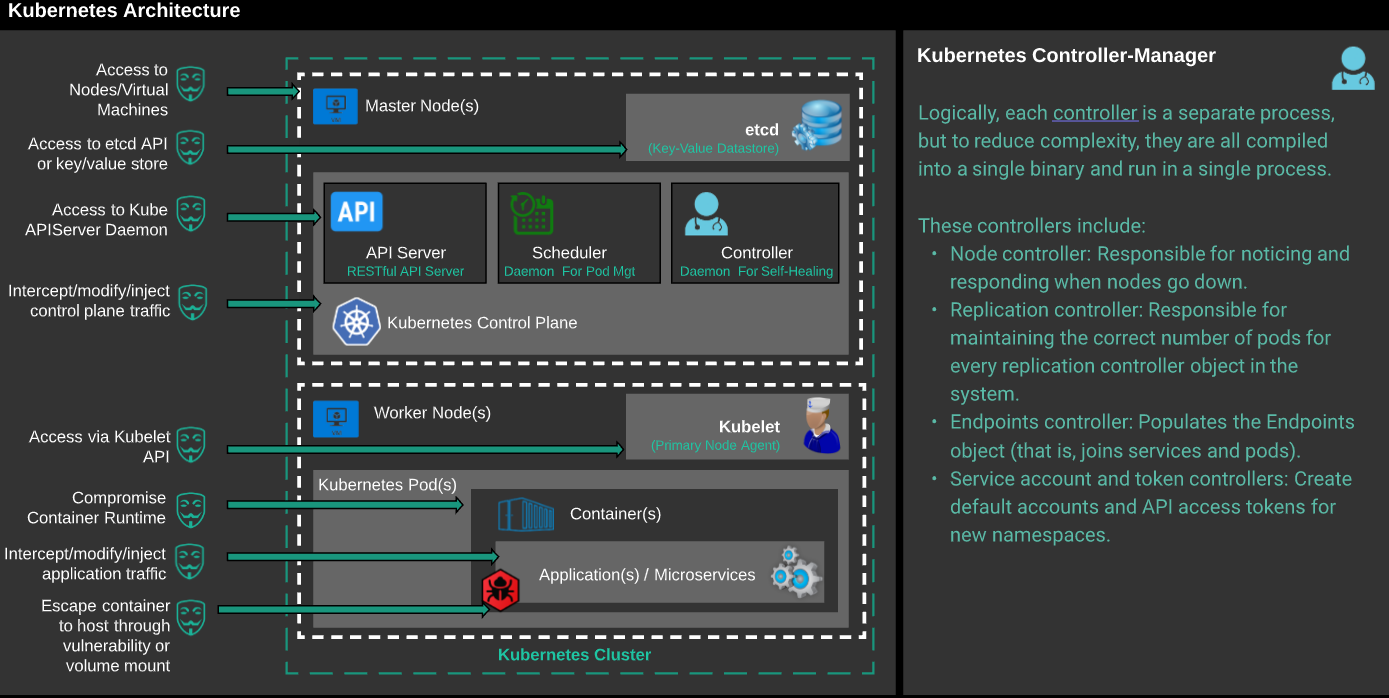 Kubernetes Architecture
Access to
Nodes/Virtual
Machines
Access to etcd API
or key/value store
Access to Kube
APIServer Daemon
Intercept/modify/inject
control plane traffic
Access via Kubelet
API
Compromise
Container Runtime
Intercept/modify/inject
application traffic
Escape container
to host through
vulnerability or
volume mount
Master Node(s)
etcd
(Key-Value Datastore)
API
API Server
RESTful API Server
Scheduler
Daemon For Pod Mgt
Controller
Daemon For Self-Healing
Kubernetes Control Plane
Worker Node(s)
Kubelet
(Primary Node Agent)
Kubernetes Pod(s)
Container(s)
Application(s) / Microservices
Kubernetes Cluster
Kubernetes Controller-Manager
Logically, each controller is a separate process,
but to reduce complexity, they are all compiled
into a single binary and run in a single process.
These controllers include:
• Node controller: Responsible for noticing and
responding when nodes go down.
• Replication controller: Responsible for
maintaining the correct number of pods for
every replication controller object in the
system.
• Endpoints controller: Populates the Endpoints
object (that is, joins services and pods).
• Service account and token controllers: Create
default accounts and API access tokens for
new namespaces.